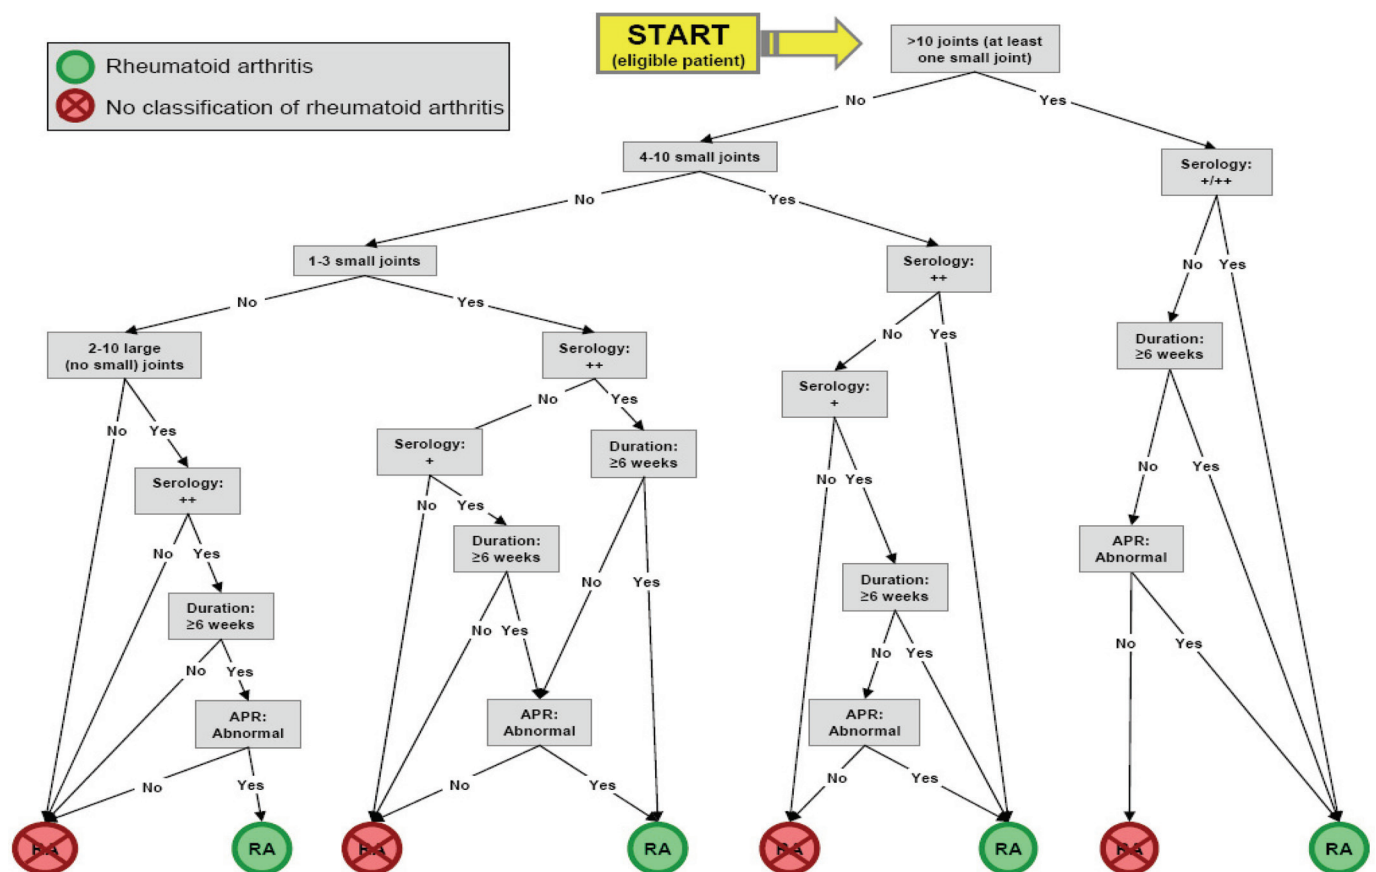 START
(eligible patient)
>10 joints (at least
one small joint)
Rheumatoid arthritis
No classification of rheumatoid arthritis
No
Yes
4-10 small joints
Serology:
+/++
No
Yes
1-3 small joints
Serology:
++
No
Yes
No
Yes
2-10 large
(no small) joints
Serology:
++
No
Yes
Duration:
≥6 weeks
Serology:
+
No
Yes
No
Yes
Serology:
+
Duration:
≥6 weeks
No
Yes
Serology:
++
No
Yes
No
Yes
Duration:
≥6 weeks
APR:
Abnormal
No
Yes
Duration:
≥6 weeks
No
Yes
Duration:
≥6 weeks
No
Yes
No
Yes
No
Yes
No
Yes
APR:
Abnormal
APR:
Abnormal
APR:
Abnormal
No
Yes
No
Yes
No
Yes
RA
RA
RA
RA
RA
RA
RA
RA